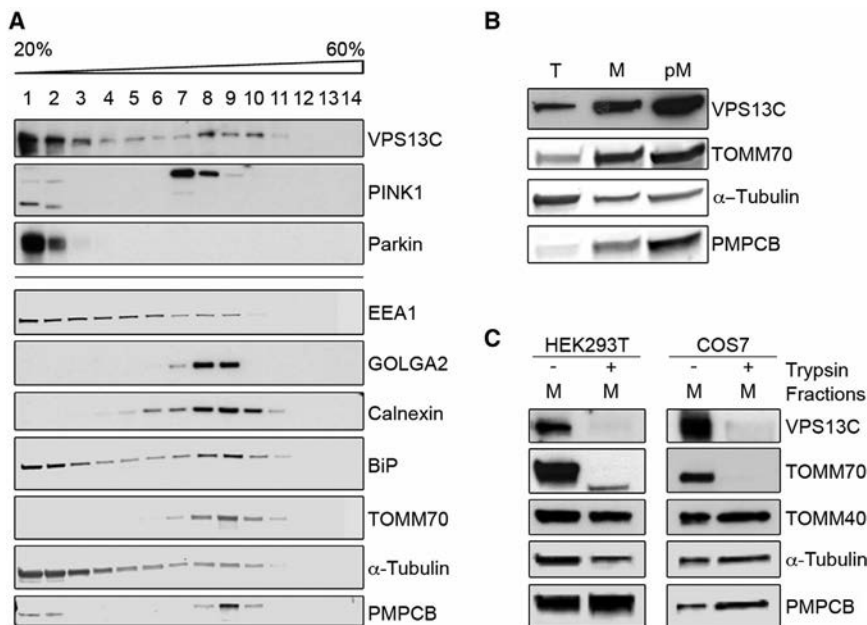 A
20% 60%
1 2 3 4 5 6 7 8 9 10 11 12 13 14
VPS13C
PINK1
Parkin
EEA1
GOLGA2
Calnexin
BiP
TOMM70
α-Tubulin
PMPCB
B
T M pM
VPS13C
TOMM70
α-Tubulin
PMPCB
C
HEK293T COS7
- + - + Trypsin
M M M M Fractions
VPS13C
TOMM70
TOMM40
α-Tubulin
PMPCB